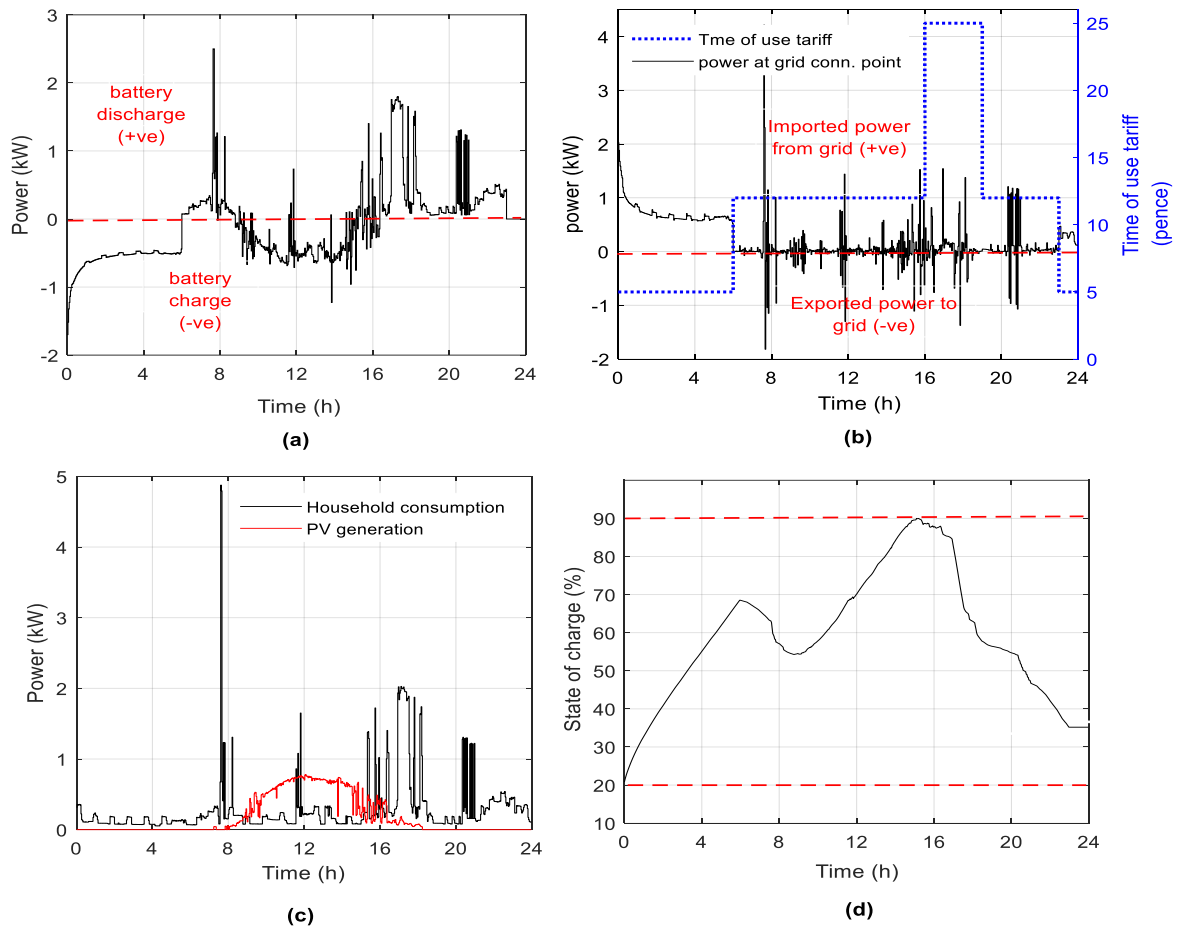 3
2
1
0
-1
-2
Power (kW)
battery
discharge
(+ve)
battery
charge
(-ve)
0
4
8
12
16
20
24
Time (h)
(a)
4
3
2
1
0
-1
-2
power (kW)
Tme of use tariff
power at grid conn. point
Imported power
from grid (+ve)
Exported power to
grid (-ve)
25
20
15
10
5
0
Time of use tariff
(pence)
0
4
8
12
16
20
24
Time (h)
(b)
5
4
3
2
1
0
Power (kW)
Household consumption
PV generation
0
4
8
12
16
20
24
Time (h)
(c)
90
80
70
60
50
40
30
20
10
State of charge (%)
0
4
8
12
16
20
24
Time (h)
(d)